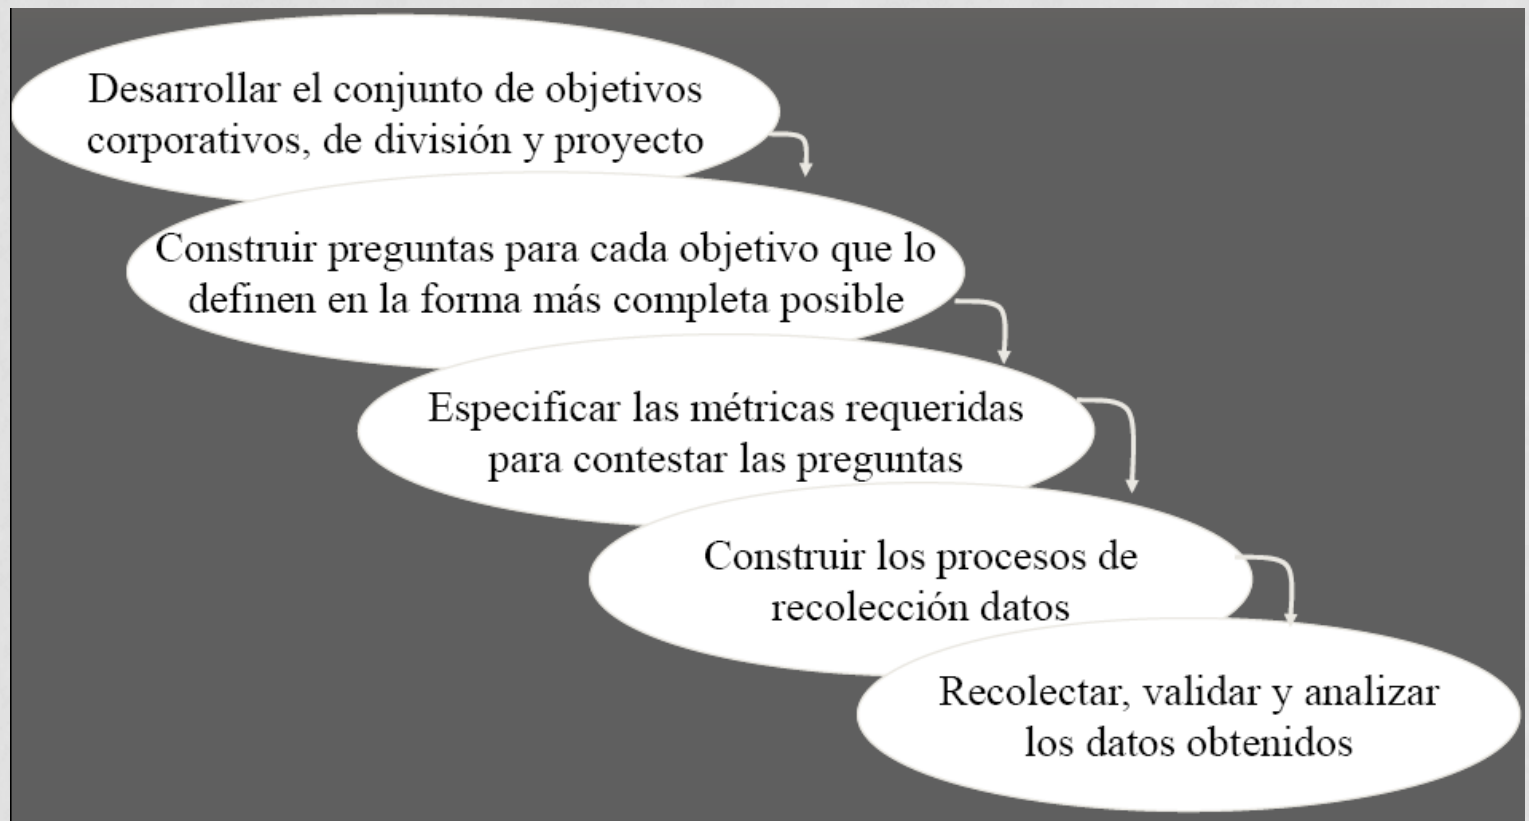 Desarrollar el conjunto de objetivos
corporativos, de división y proyecto
Construir preguntas para cada objetivo que lo
definen en la forma más completa posible
Especificar las métricas requeridas
para contestar las preguntas
Construir los procesos de
recolección datos
Recolectar, validar y analizar
los datos obtenidos